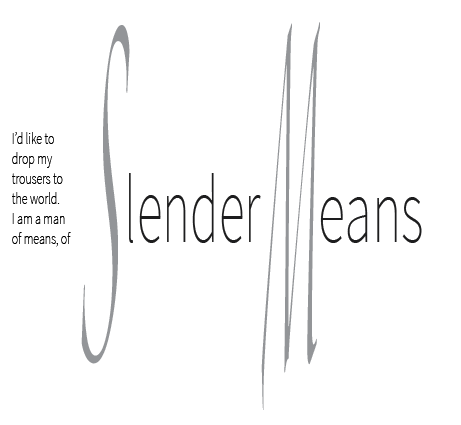 I'd like to
drop my
trousers to
the world.
I am a man
of means, of
Slender Means